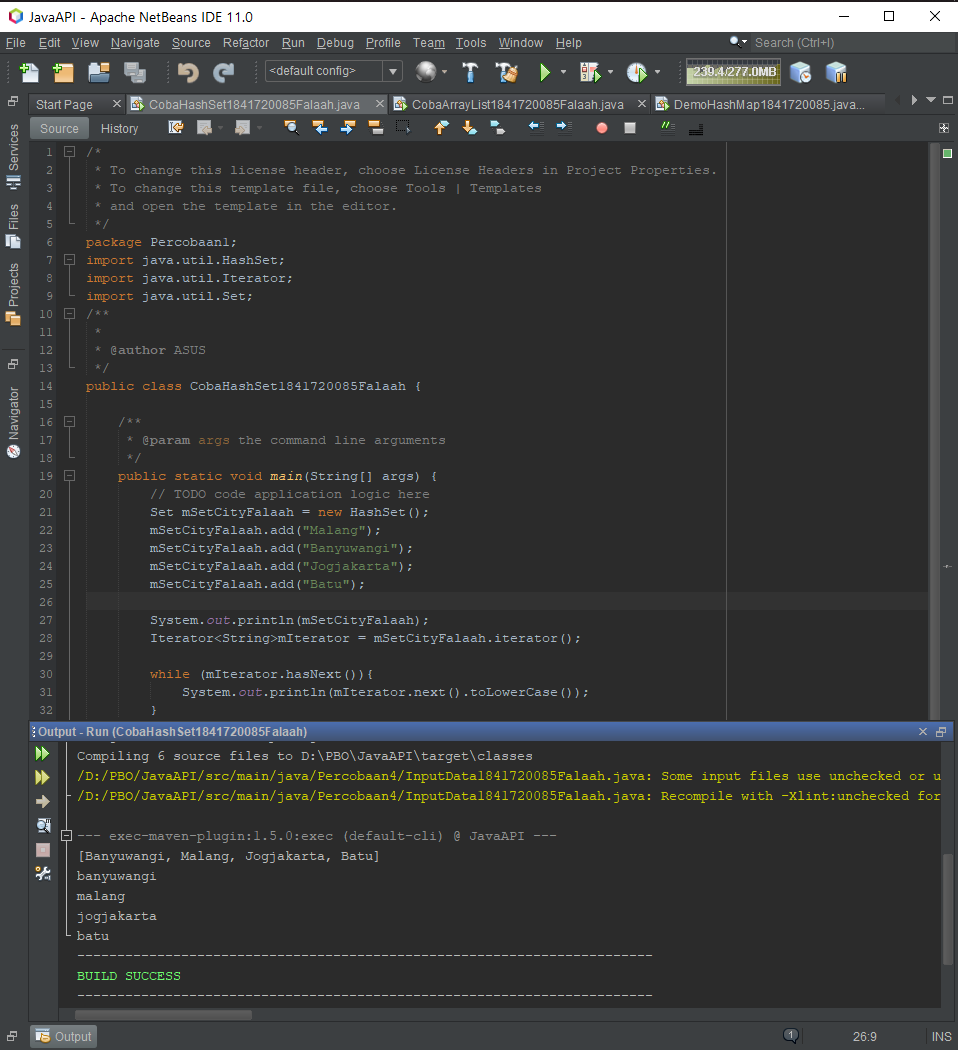 JavaAPI - Apache NetBeans IDE 11.0
File Edit View Navigate Source Refactor Run Debug Profile Team Tools Window Help
Search (Ctrl+I)
<default config>
239.4/277.0MB
Start Page
CobaHashSet1841720085Falaah.java
CobaArrayList1841720085Falaah.java
DemoHashMap1841720085.java...
Source History
Services
Files
Projects
Navigator
1 /*
2 * To change this license header, choose License Headers in Project Properties.
3 * To change this template file, choose Tools | Templates
4 * and open the template in the editor.
5 */
6 package Percobaan1;
7 import java.util.HashSet;
8 import java.util.Iterator;
9 import java.util.Set;
10 /**
11 *
12 * @author ASUS
13 */
14 public class CobaHashSet1841720085Falaah {
15
16 /**
17 * @param args the command line arguments
18 */
19 public static void main(String[] args) {
20 // TODO code application logic here
21 Set mSetCityFalaah = new HashSet();
22 mSetCityFalaah.add("Malang");
23 mSetCityFalaah.add("Banyuwangi");
24 mSetCityFalaah.add("Jogjakarta");
25 mSetCityFalaah.add("Batu");
26
27 System.out.println(mSetCityFalaah);
28 Iterator<String>mIterator = mSetCityFalaah.iterator();
29
30 while (mIterator.hasNext()){
31 System.out.println(mIterator.next().toLowerCase());
32 }
Output - Run (CobaHashSet1841720085Falaah)
Compiling 6 source files to D:\PBO\JavaAPI\target\classes
/D:/PBO/JavaAPI/src/main/java/Percobaan4/InputData1841720085Falaah.java: Some input files use unchecked or u
/D:/PBO/JavaAPI/src/main/java/Percobaan4/InputData1841720085Falaah.java: Recompile with -Xlint:unchecked for
--- exec-maven-plugin:1.5.0:exec (default-cli) @ JavaAPI ---
[Banyuwangi, Malang, Jogjakarta, Batu]
banyuwangi
malang
jogjakarta
batu
------------------------------------------------------------------------
BUILD SUCCESS
------------------------------------------------------------------------
Output
1
26:9
INS